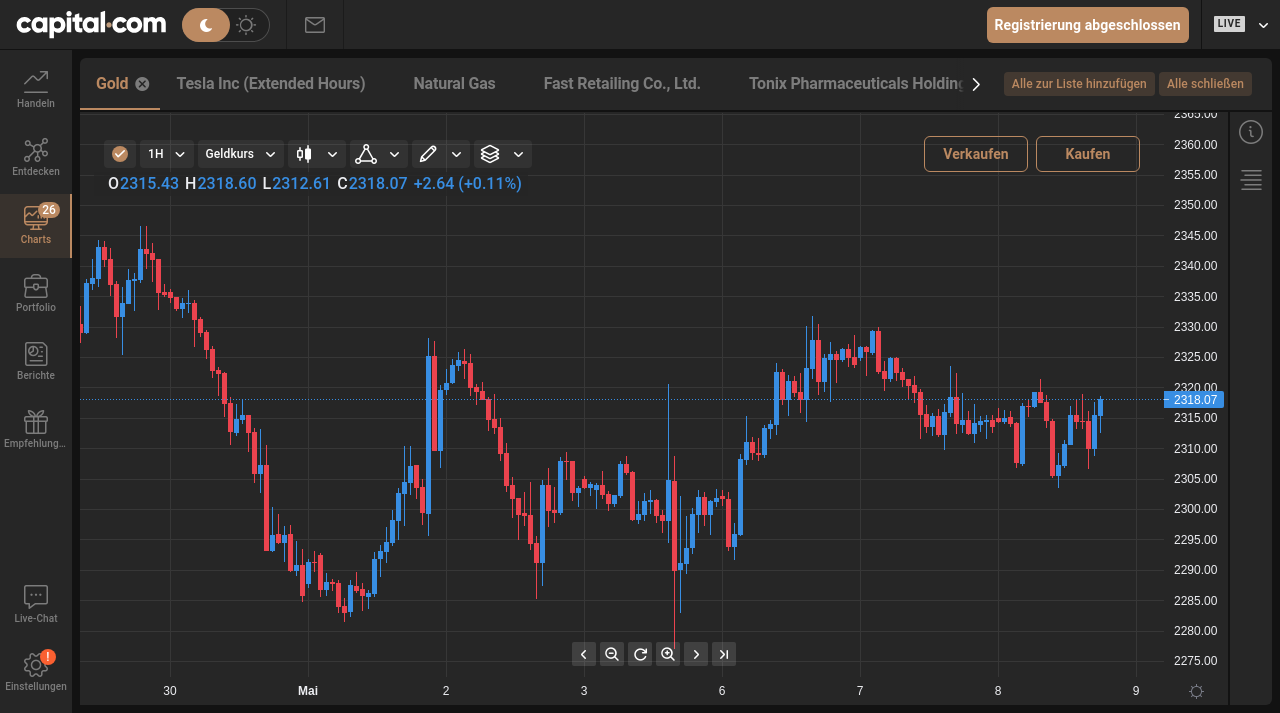 capital.com
Registrierung abgeschlossen
LIVE
Handeln
Entdecken
26
Charts
Portfolio
Berichte
Empfehlung...
Live-Chat
!
Einstellungen
Gold Tesla Inc (Extended Hours) Natural Gas Fast Retailing Co., Ltd. Tonix Pharmaceuticals Holding
Alle zur Liste hinzufügen Alle schließen
1H Geldkurs
Verkaufen Kaufen
O2315.43 H2318.60 L2312.61 C2318.07 +2.64 (+0.11%)
2365.00
2360.00
2355.00
2350.00
2345.00
2340.00
2335.00
2330.00
2325.00
2320.00
2318.07
2315.00
2310.00
2305.00
2300.00
2295.00
2290.00
2285.00
2280.00
2275.00
30 Mai 2 3 6 7 8 9